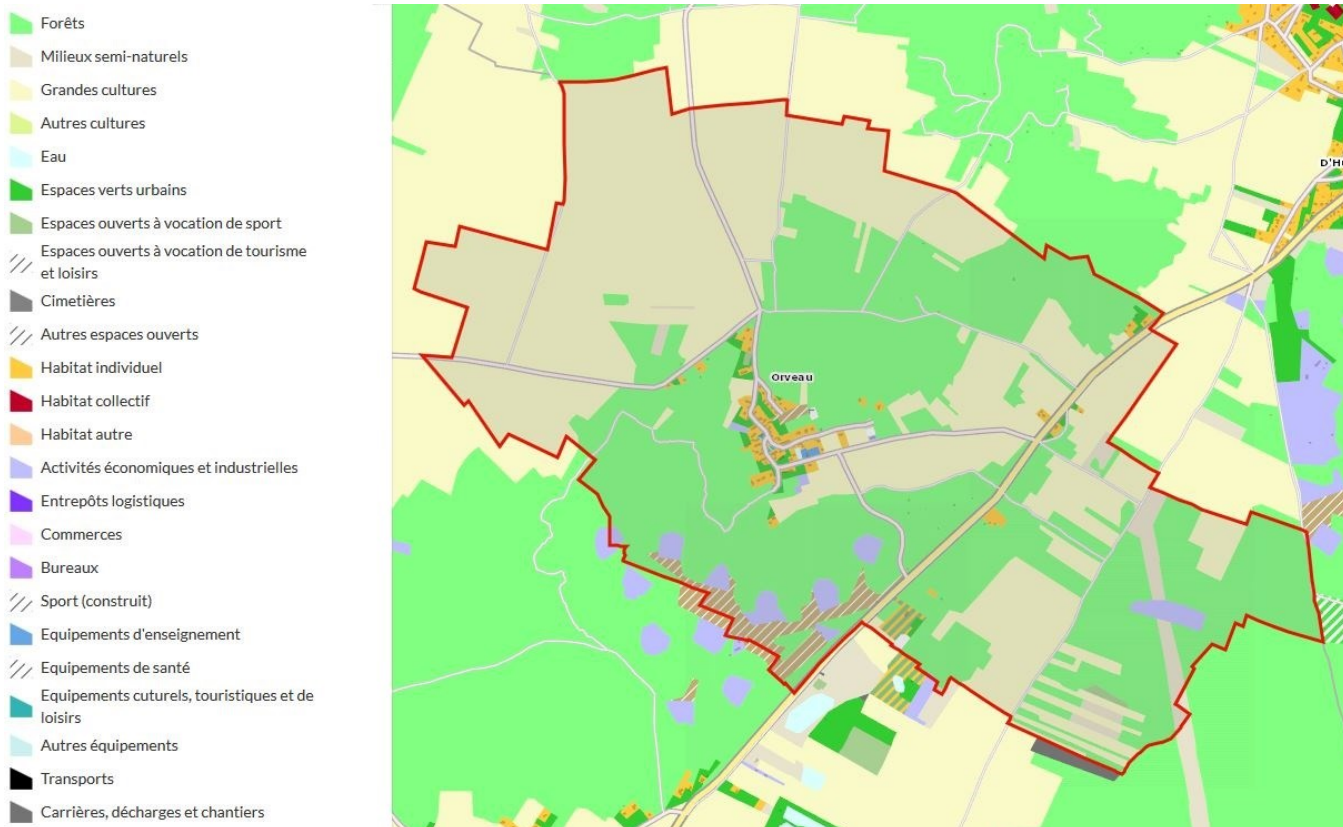 Forêts
Milieux semi-naturels
Grandes cultures
Autres cultures
Eau
Espaces verts urbains
Espaces ouverts à vocation de sport
Espaces ouverts à vocation de tourisme
et loisirs
Cimetières
Autres espaces ouverts
Habitat individuel
Habitat collectif
Habitat autre
Activités économiques et industrielles
Entrepôts logistiques
Commerces
Bureaux
Sport (construit)
Equipements d'enseignement
Equipements de santé
Equipements cuturels, touristiques et de
loisirs
Autres équipements
Transports
Carrières, décharges et chantiers
D'H
Orveau